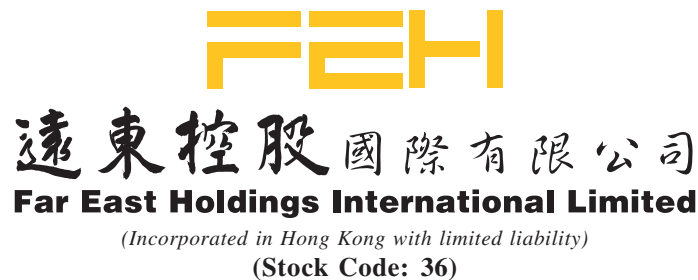 FEH
遠東控股國際有限公司
Far East Holdings International Limited
(Incorporated in Hong Kong with limited liability)
(Stock Code: 36)